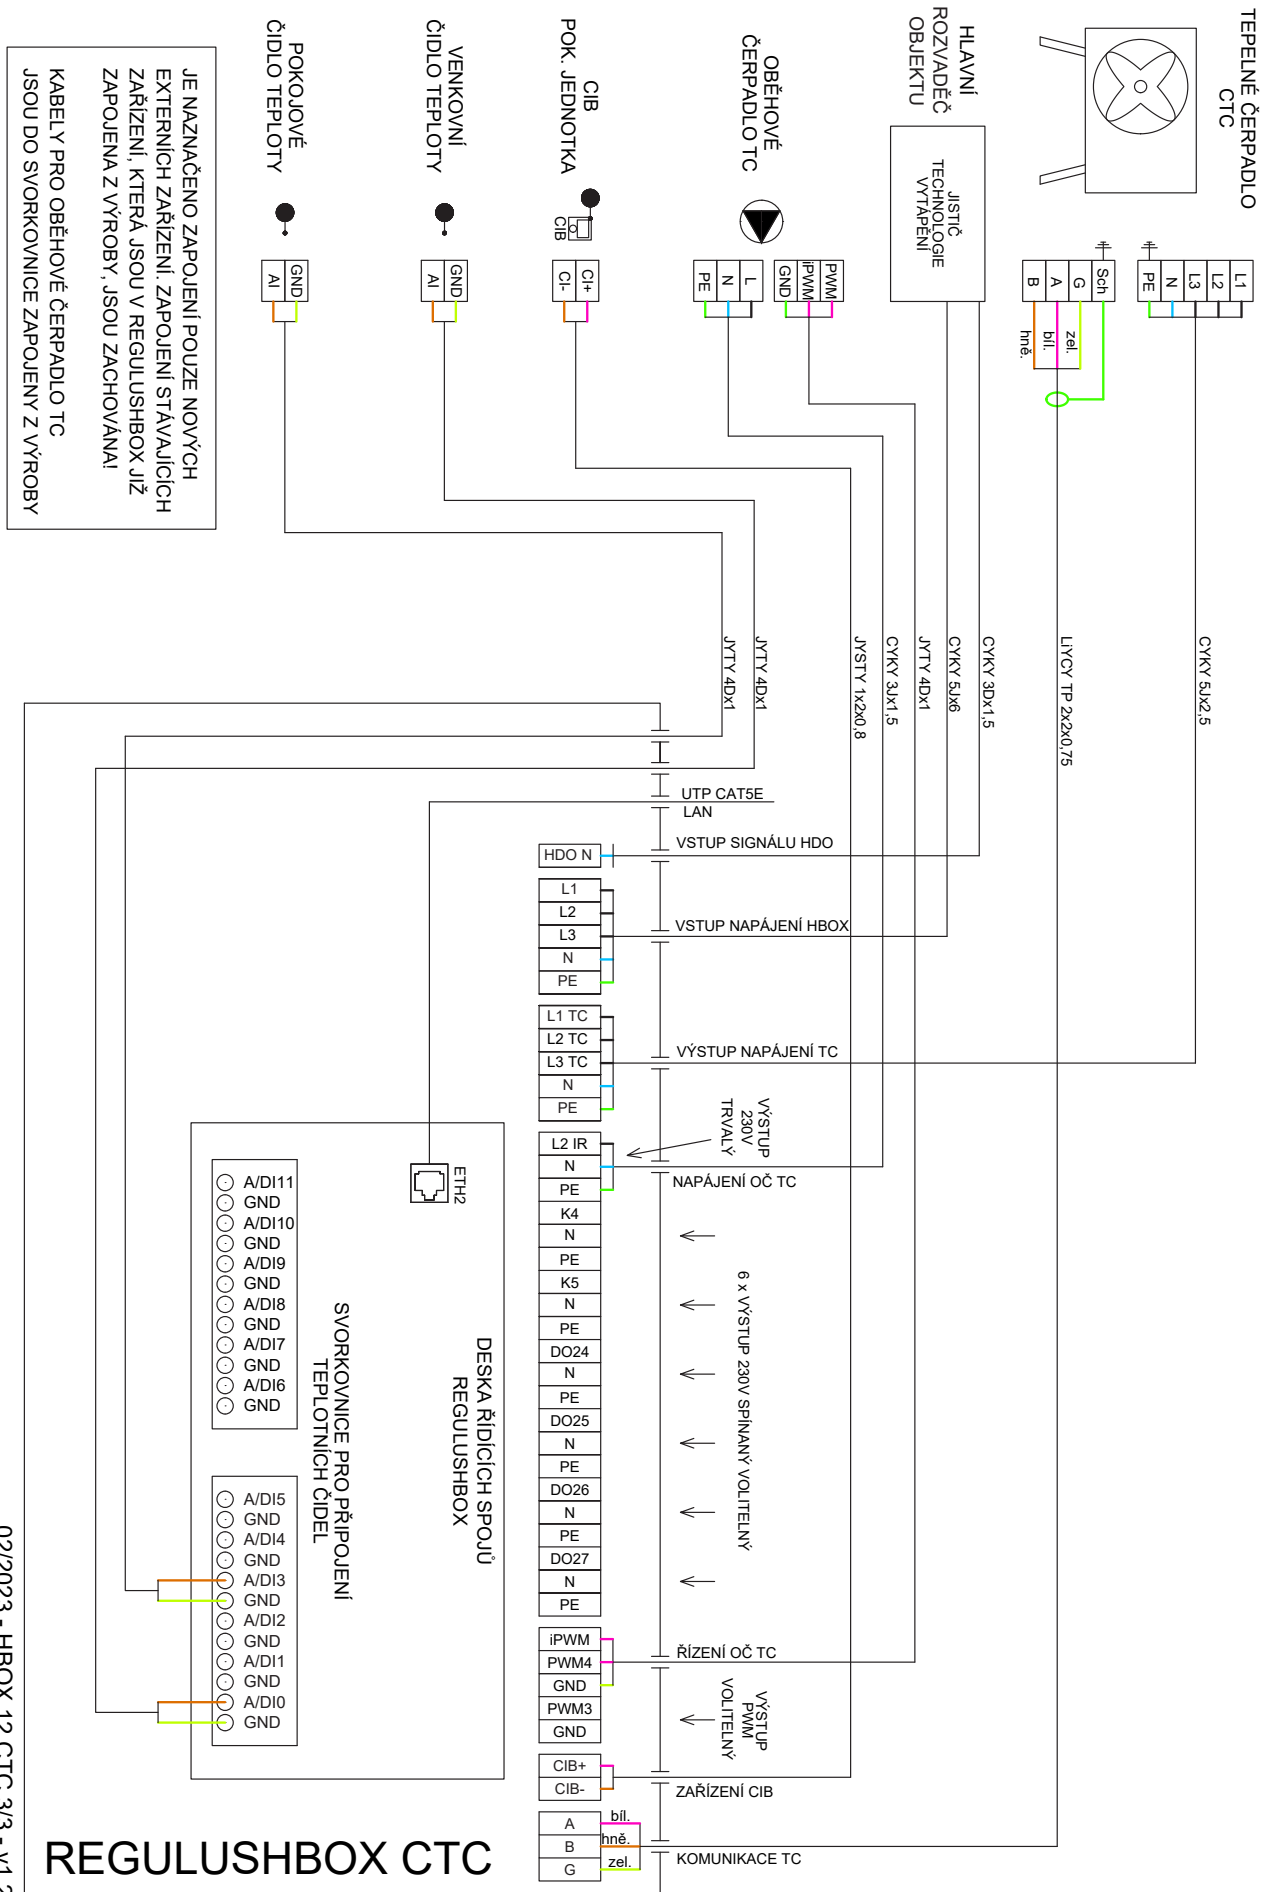 TEPELNÉ ČERPADLO
CTC
HLAVNÍ
ROZVADĚČ
OBJEKTU
JISTIČ
TECHNOLOGIE
VYTÁPĚNÍ
OBĚHOVÉ
ČERPADLO TC
CIB
POK. JEDNOTKA
CIB
VENKOVNÍ
ČIDLO TEPLOTY
POKOJOVÉ
ČIDLO TEPLOTY
L1
L2
L3
N
PE
Sch
G
A
B
zel.
bíl.
hně.
PWM
iPWM
GND
L
N
PE
CI+
CI-
GND
AI
GND
AI
JE NAZNAČENO ZAPOJENÍ POUZE NOVÝCH
EXTERNÍCH ZAŘÍZENÍ. ZAPOJENÍ STÁVAJÍCÍCH
ZAŘÍZENÍ, KTERÁ JSOU V REGULUSHBOX JIŽ
ZAPOJENA Z VÝROBY, JSOU ZACHOVÁNA!
KABELY PRO OBĚHOVÉ ČERPADLO TC
JSOU DO SVORKOVNICE ZAPOJENY Z VÝROBY
CYKY 5Jx2,5
LiYCY TP 2x2x0,75
CYKY 3Dx1,5
CYKY 5Jx6
JYTY 4Dx1
CYKY 3Jx1,5
JYSTY 1x2x0,8
JYTY 4Dx1
JYTY 4Dx1
UTP CAT5E
LAN
VSTUP SIGNÁLU HDO
HDO N
VSTUP NAPÁJENÍ HBOX
L1
L2
L3
N
PE
VÝSTUP NAPÁJENÍ TC
L1 TC
L2 TC
L3 TC
N
PE
VÝSTUP
230V
TRVALÝ
NAPÁJENÍ OČ TC
L2 IR
N
PE
K4
N
PE
K5
N
PE
DO24
N
PE
DO25
N
PE
DO26
N
PE
DO27
N
PE
6 x VÝSTUP 230V SPÍNANÝ VOLITELNÝ
iPWM
PWM4
GND
PWM3
GND
ŘÍZENÍ OČ TC
VÝSTUP
PWM
VOLITELNÝ
CIB+
CIB-
ZAŘÍZENÍ CIB
A
B
G
bíl.
hně.
zel.
KOMUNIKACE TC
ETH2
DESKA ŘÍDÍCÍCH SPOJŮ
REGULUSHBOX
SVORKOVNICE PRO PŘIPOJENÍ
TEPLOTNÍCH ČIDEL
A/DI11
GND
A/DI10
GND
A/DI9
GND
A/DI8
GND
A/DI7
GND
A/DI6
GND
A/DI5
GND
A/DI4
GND
A/DI3
GND
A/DI2
GND
A/DI1
GND
A/DI0
GND
REGULUSHBOX CTC
02/2023 - HBOX 12 CTC 3/3 -